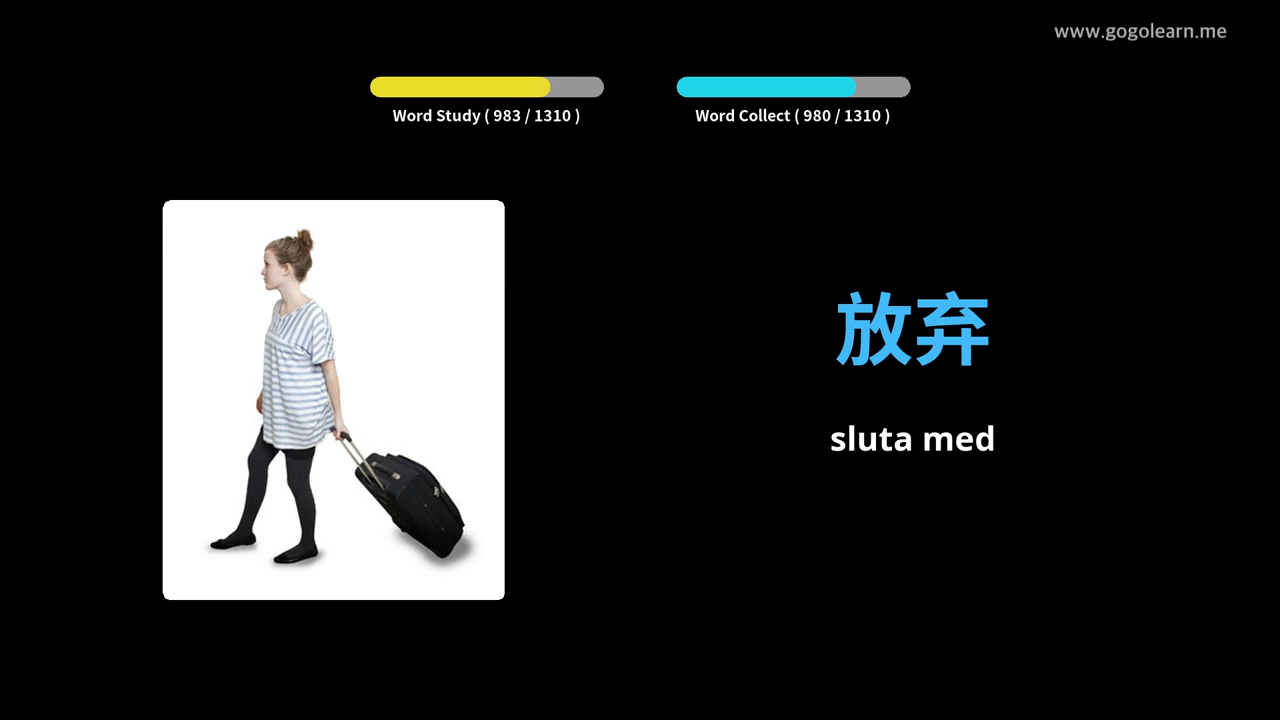 www.gogolearn.me
Word Study ( 983 / 1310 )
Word Collect ( 980 / 1310 )
放弃
sluta med